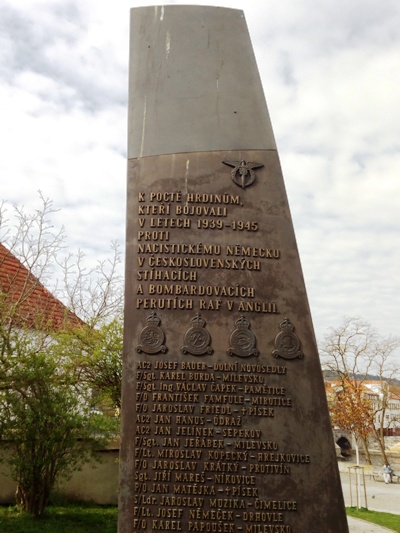 K POCTĚ HRDINŮM,
KTEŘÍ BOJOVALI
V LETECH 1939-1945
PROTI
NACISTICKÉMU NĚMECKU
V ČESKOSLOVENSKÝCH
STÍHACÍCH
A BOMBARDOVACÍCH
PERUTÍCH RAF V ANGLII
AC2 JOSEF BAUER-DOLNÍ NOVOSEDLY
F/Sgt. KAREL BORDA-MILEVSKO
F/Sgt. Ing. VÁCLAV ČAPEK-PAMĚTICE
F/O FRANTIŠEK FAMFULE-MIROTICE
F/O JAROSLAV FRIEDL-+PÍSEK
AC2 JAN HANUŠ-ODRAŽ
AC2 JAN JELÍNEK-SEPEKOV
F/Sgt. JAN JEŘÁBEK-MILEVSKO
F/Lt. MIROSLAV KOPECKÝ-HREJKOVICE
F/O JAROSLAV KRÁTKÝ-PROTIVÍN
Sgt. JIŘÍ MAREŠ-NIKOVICE
F/O JAN MATĚJKA-+PÍSEK
S/Ldr. JAROSLAV MUZIKA-ČIMELICE
F/Lt. JOSEF NĚMEČEK-DRHOVLE
F/O KAREL PAPOUŠEK-MILEVSKO